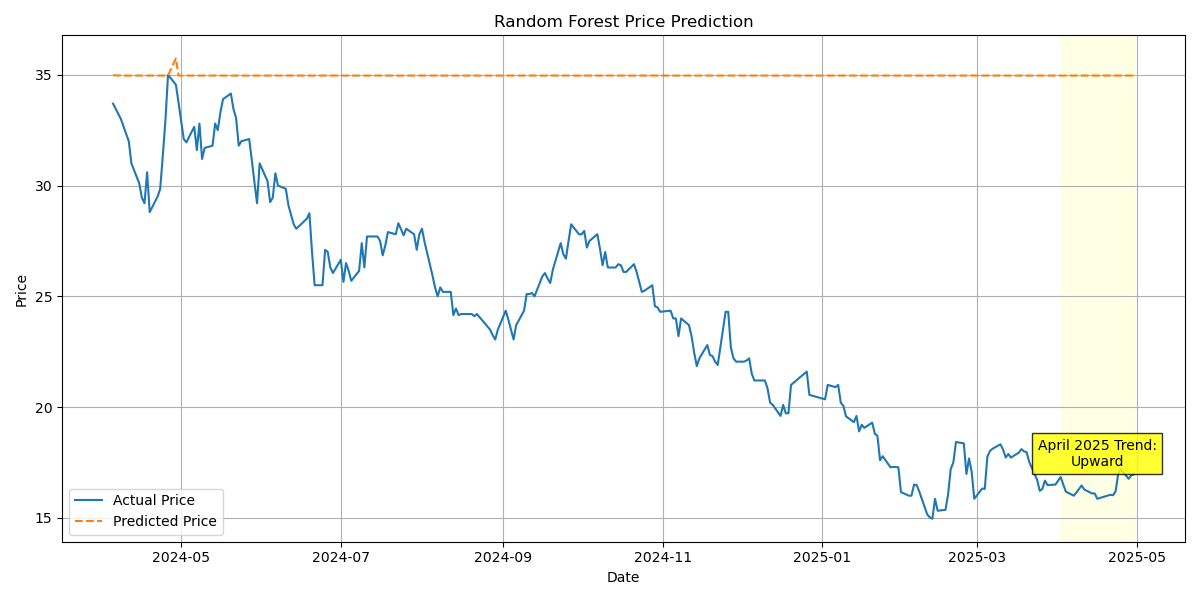 Random Forest Price Prediction
Price
35
30
25
20
15
April 2025 Trend:
Upward
Actual Price
Predicted Price
2024-05
2024-07
2024-09
2024-11
2025-01
2025-03
2025-05
Date